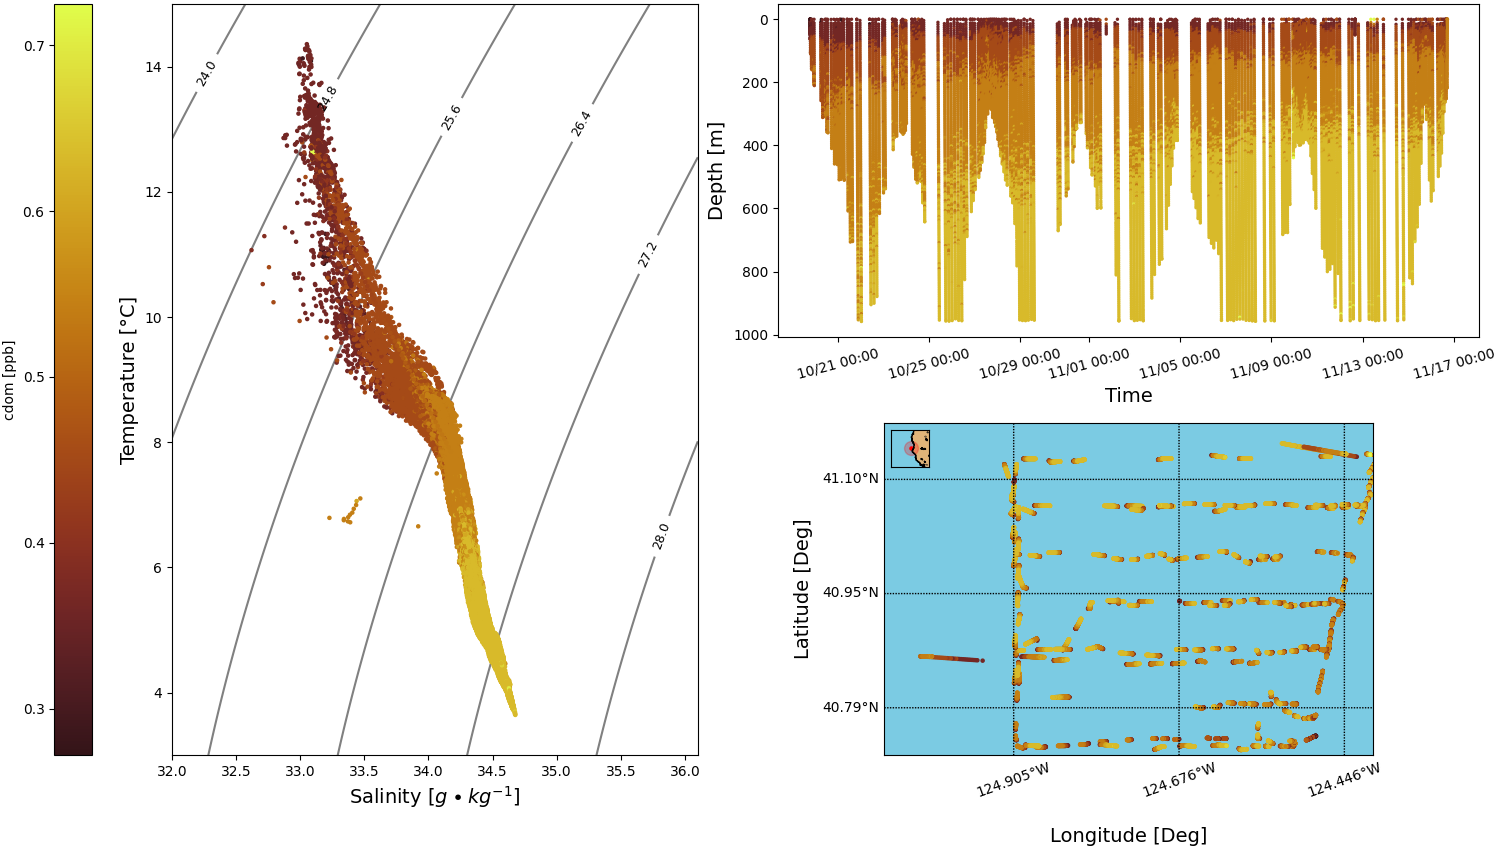 0.7
0.6
0.5
0.4
0.3
cdom [ppb]
14
12
10
8
6
4
Temperature [°C]
24.0
24.8
25.6
26.4
27.2
28.0
32.0 32.5 33.0 33.5 34.0 34.5 35.0 35.5 36.0
Salinity [g • kg⁻¹]
0
200
400
600
800
1000
Depth [m]
10/21 00:00 10/25 00:00 10/29 00:00 11/01 00:00 11/05 00:00 11/09 00:00 11/13 00:00 11/17 00:00
Time
41.10°N
40.95°N
40.79°N
Latitude [Deg]
124.905°W 124.676°W 124.446°W
Longitude [Deg]